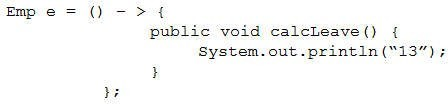 Emp e = () - > {
public void calcLeave() {
System.out.println(“13”);
}
};